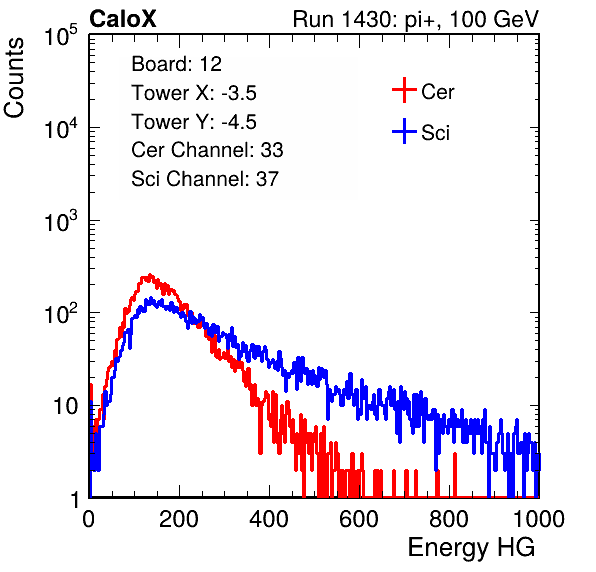 CaloX Run 1430: pi+, 100 GeV
Counts
Board: 12
Tower X: -3.5
Tower Y: -4.5
Cer Channel: 33
Sci Channel: 37
Cer
Sci
10^5
10^4
10^3
10^2
10
1
0 200 400 600 800 1000
Energy HG